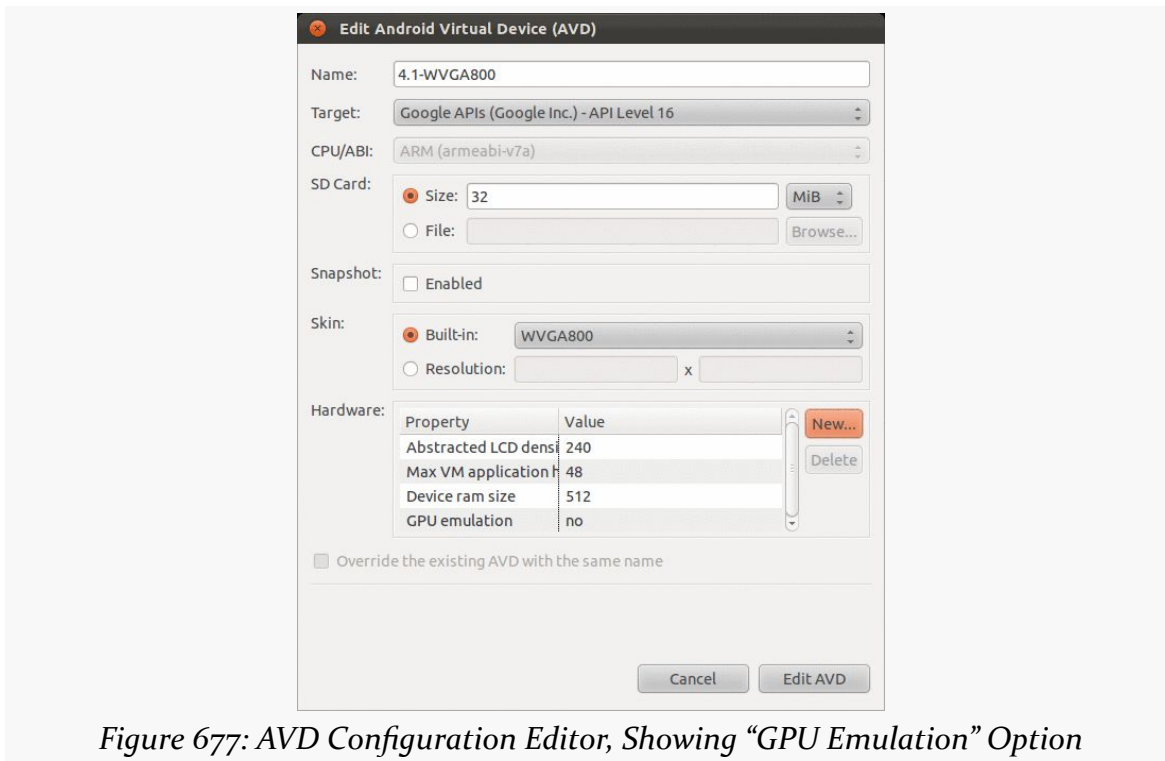 Edit Android Virtual Device (AVD)
Name: 4.1-WVGA800
Target: Google APIs (Google Inc.) - API Level 16
CPU/ABI: ARM (armeabi-v7a)
SD Card:
Size: 32 MiB
File: Browse...
Snapshot: Enabled
Skin:
Built-in: WVGA800
Resolution: x
Hardware:
Property Value New...
Abstracted LCD densi 240
Delete
Max VM application h 48
Device ram size 512
GPU emulation no
Override the existing AVD with the same name
Cancel Edit AVD
Figure 677: AVD Configuration Editor, Showing “GPU Emulation” Option